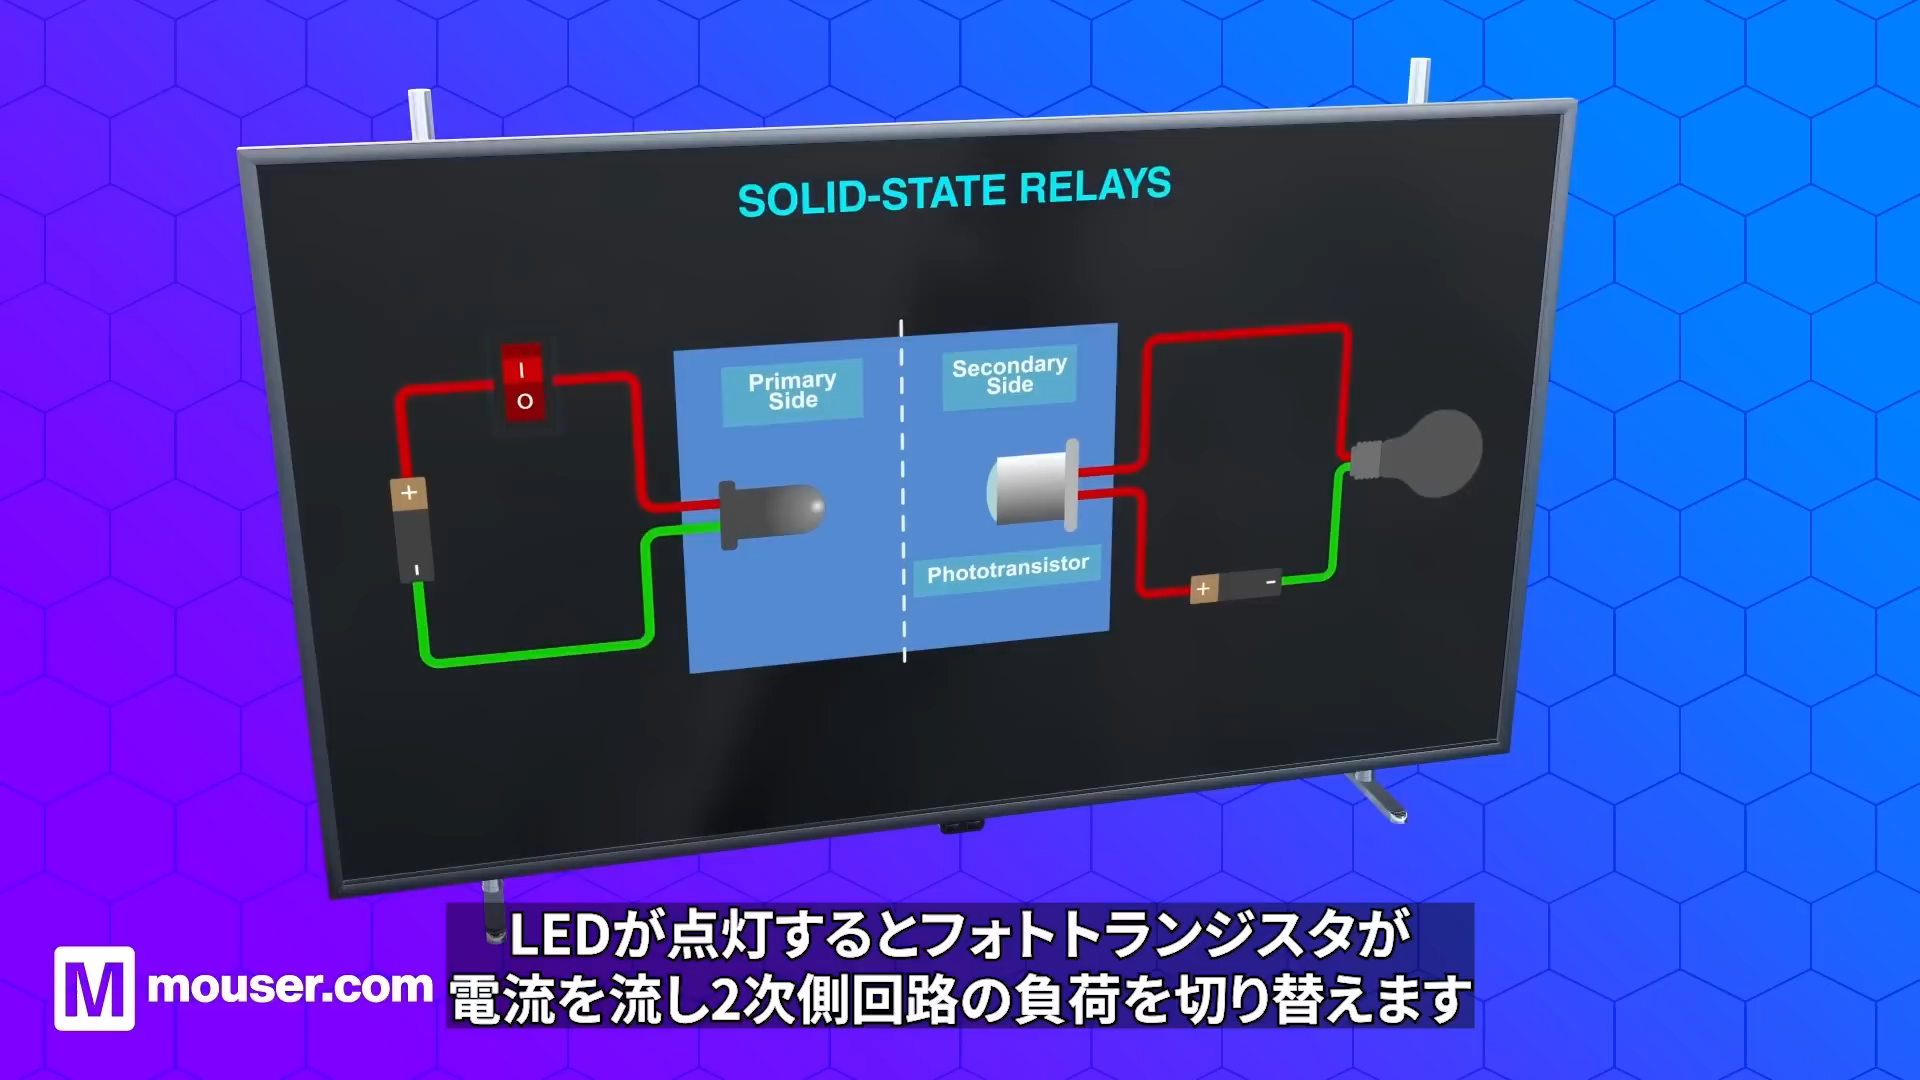 SOLID-STATE RELAYS
I
O
Primary
Side
Secondary
Side
+
-
Phototransistor
+
-
LEDが点灯するとフォトトランジスタが
電流を流し2次側回路の負荷を切り替えます
M mouser.com